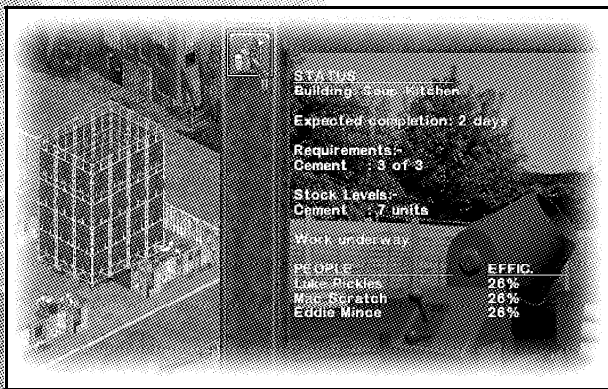 STATUS
Building: Soup Kitchen
Expected completion: 2 days
Requirements:-
Cement : 3 of 3
Stock Levels:-
Cement : 7 units
Work underway
PEOPLE EFFIC.
Luke Pickles 26%
Mac Scratch 26%
Eddie Mince 26%